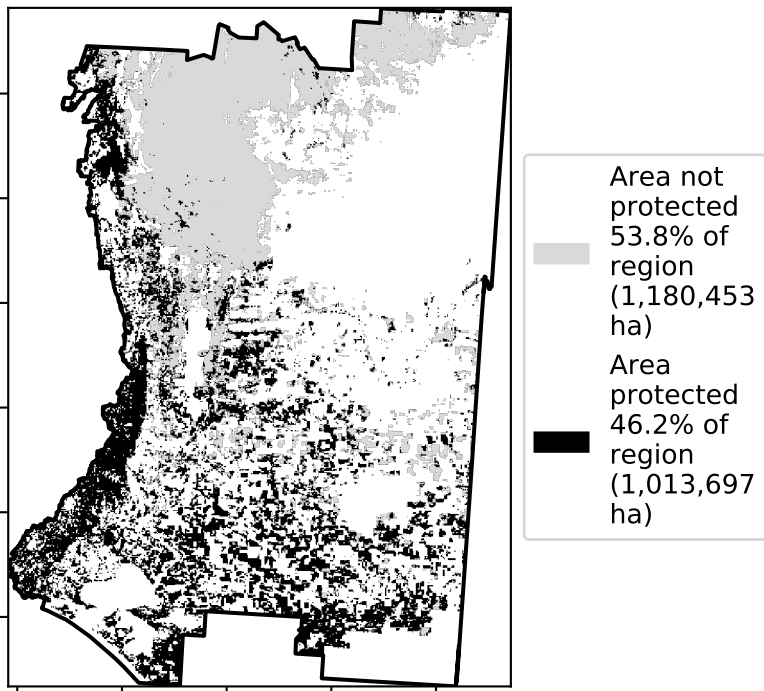 Area not
protected
53.8% of
region
(1,180,453
ha)
Area
protected
46.2% of
region
(1,013,697
ha)